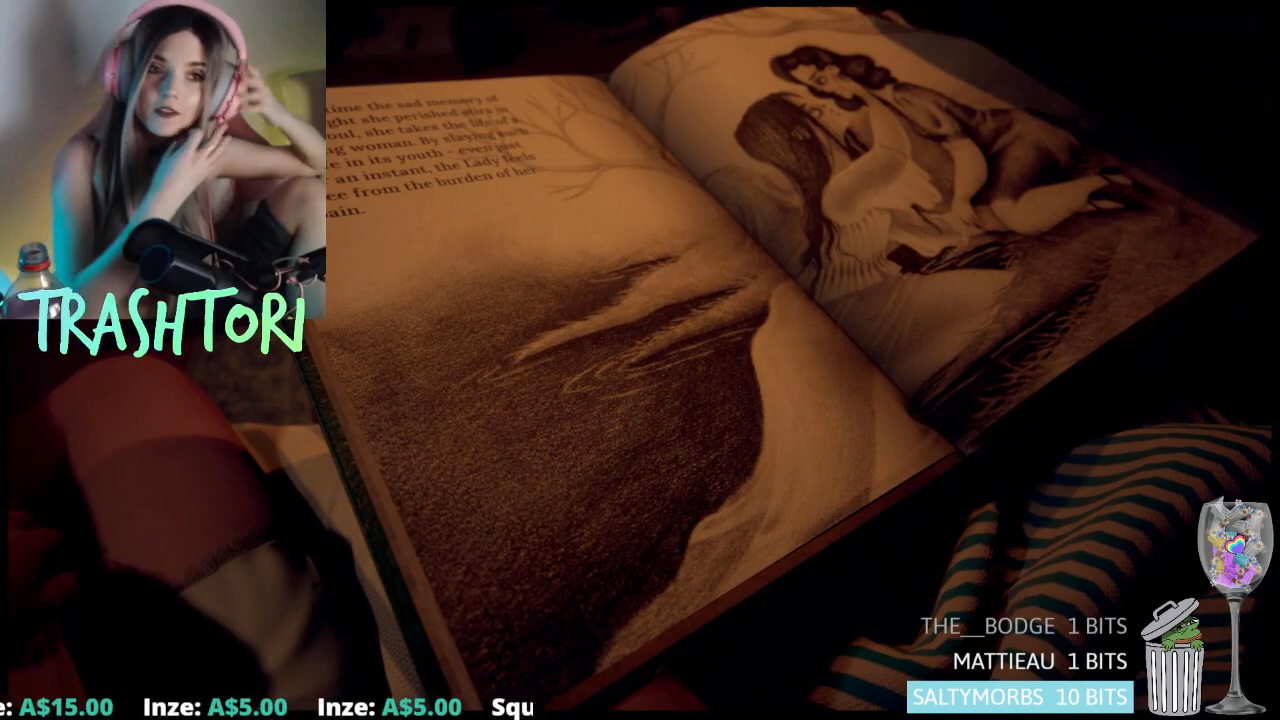 ime the sad memory of
ght she perished stirs in
oul, she takes the life of a
g woman. By slaying such
e in its youth – even just
an instant, the Lady feels
ee from the burden of her
ain.
TRASHTORI
THE__BODGE 1 BITS
MATTIEAU 1 BITS
SALTYMORBS 10 BITS
e: A$15.00 Inze: A$5.00 Inze: A$5.00 Squ